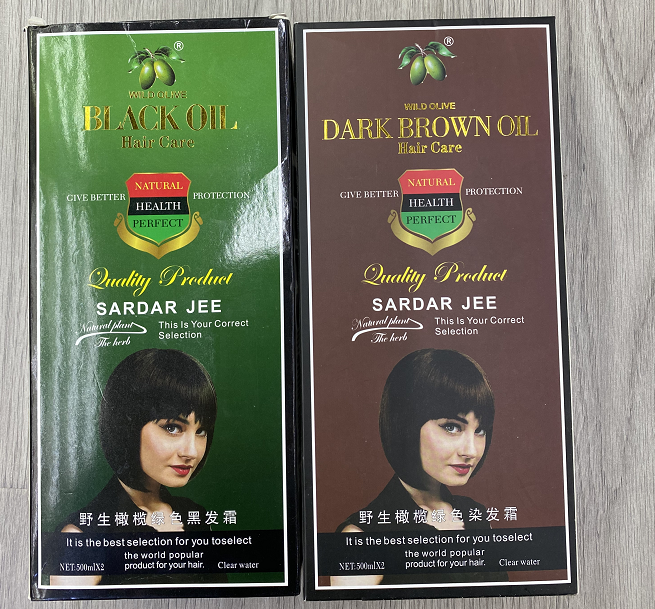 ®
WILD OLIVE
BLACK OIL
Hair Care
GIVE BETTER
NATURAL
HEALTH
PERFECT
PROTECTION
Quality Product
SARDAR JEE
Natural plant
The herb
This Is Your Correct
Selection
野生橄榄绿色黑发霜
It is the best selection for you toselect
the world popular
product for your hair.
NET:500mlX2
Clear water
®
WILD OLIVE
DARK BROWN OIL
Hair Care
GIVE BETTER
NATURAL
HEALTH
PERFECT
PROTECTION
Quality Product
SARDAR JEE
Natural plant
The herb
This Is Your Correct
Selection
野生橄榄绿色染发霜
It is the best selection for you toselect
the world popular
product for your hair.
NET:500mlX2
Clear water